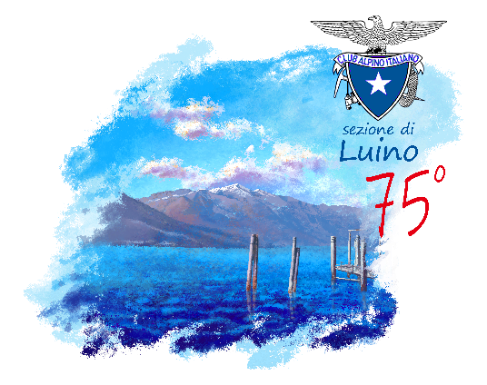 CLUB ALPINO ITALIANO
sezione di
Luino
75°